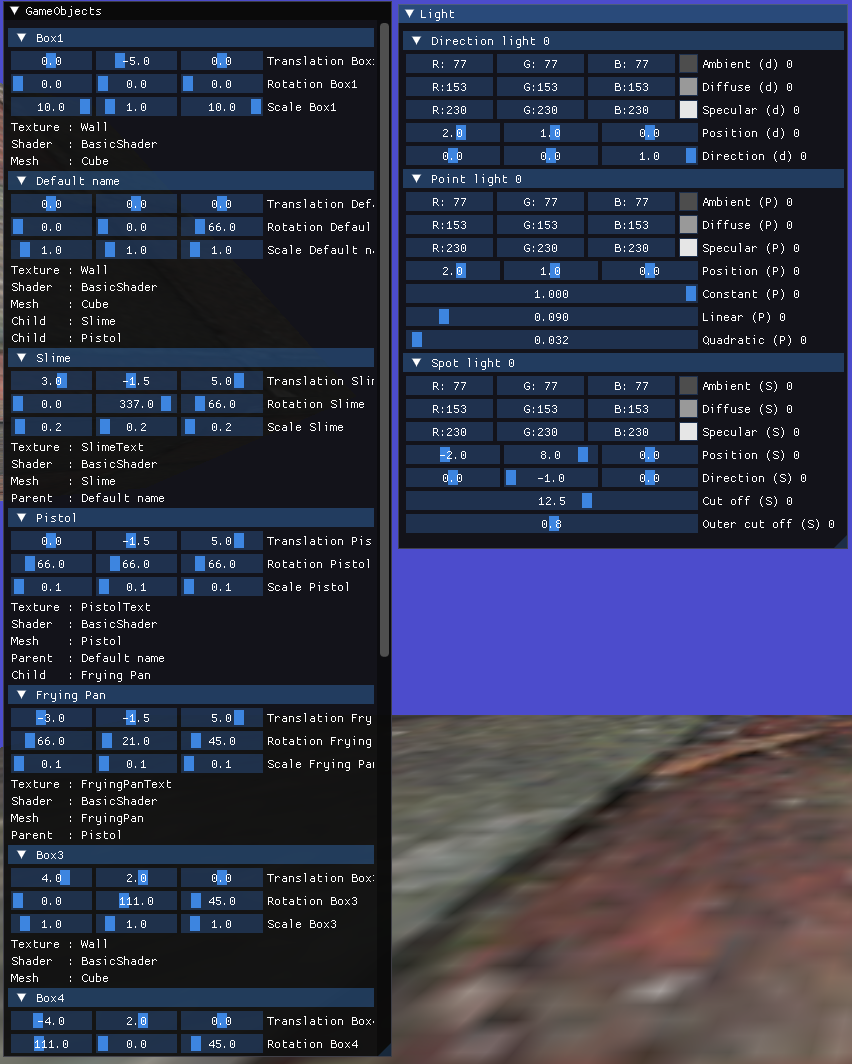 GameObjects
Box1
0.0 -5.0 0.0 Translation Box
0.0 0.0 0.0 Rotation Box1
10.0 1.0 10.0 Scale Box1
Texture : Wall
Shader : BasicShader
Mesh : Cube
Default name
0.0 0.0 0.0 Translation Def
0.0 0.0 66.0 Rotation Defaul
1.0 1.0 1.0 Scale Default n
Texture : Wall
Shader : BasicShader
Mesh : Cube
Child : Slime
Child : Pistol
Slime
3.0 -1.5 5.0 Translation Sli
0.0 337.0 66.0 Rotation Slime
0.2 0.2 0.2 Scale Slime
Texture : SlimeText
Shader : BasicShader
Mesh : Slime
Parent : Default name
Pistol
0.0 -1.5 5.0 Translation Pis
66.0 66.0 66.0 Rotation Pistol
0.1 0.1 0.1 Scale Pistol
Texture : PistolText
Shader : BasicShader
Mesh : Pistol
Parent : Default name
Child : Frying Pan
Frying Pan
-3.0 -1.5 5.0 Translation Fry
66.0 21.0 45.0 Rotation Frying
0.1 0.1 0.1 Scale Frying Pa
Texture : FryingPanText
Shader : BasicShader
Mesh : FryingPan
Parent : Pistol
Box3
4.0 2.0 0.0 Translation Box
0.0 111.0 45.0 Rotation Box3
1.0 1.0 1.0 Scale Box3
Texture : Wall
Shader : BasicShader
Mesh : Cube
Box4
-4.0 2.0 0.0 Translation Box
111.0 0.0 45.0 Rotation Box4
Light
Direction light 0
R: 77 G: 77 B: 77 Ambient (d) 0
R:153 G:153 B:153 Diffuse (d) 0
R:230 G:230 B:230 Specular (d) 0
2.0 1.0 0.0 Position (d) 0
0.0 0.0 1.0 Direction (d) 0
Point light 0
R: 77 G: 77 B: 77 Ambient (P) 0
R:153 G:153 B:153 Diffuse (P) 0
R:230 G:230 B:230 Specular (P) 0
2.0 1.0 0.0 Position (P) 0
1.000 Constant (P) 0
0.090 Linear (P) 0
0.032 Quadratic (P) 0
Spot light 0
R: 77 G: 77 B: 77 Ambient (S) 0
R:153 G:153 B:153 Diffuse (S) 0
R:230 G:230 B:230 Specular (S) 0
-2.0 8.0 0.0 Position (S) 0
0.0 -1.0 0.0 Direction (S) 0
12.5 Cut off (S) 0
0.8 Outer cut off (S) 0